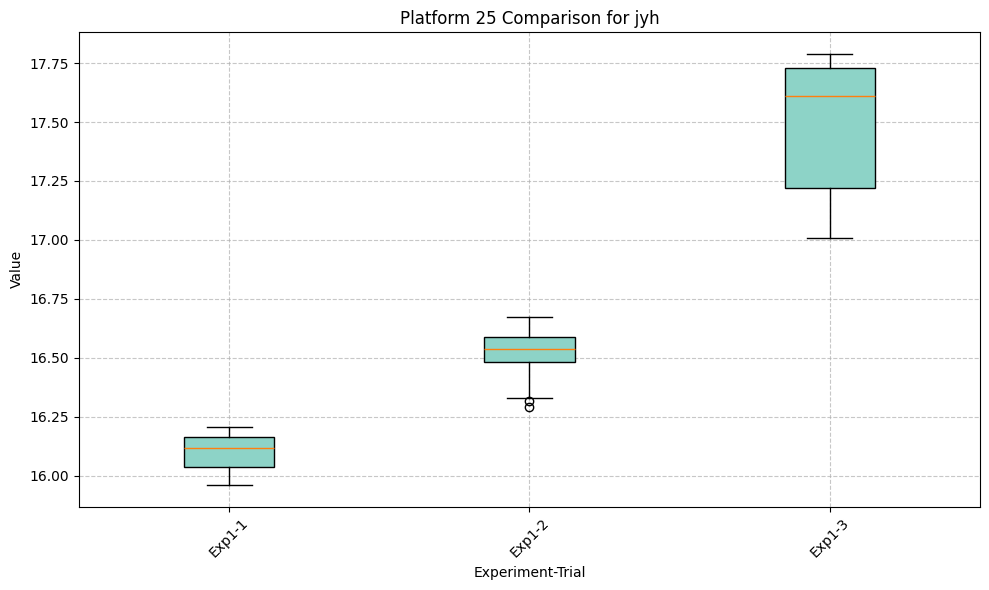 Platform 25 Comparison for jyh
Value
17.75
17.50
17.25
17.00
16.75
16.50
16.25
16.00
Exp1-1
Exp1-2
Exp1-3
Experiment-Trial